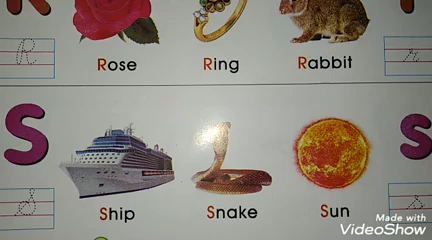 R
Rose Ring Rabbit
S S
Ship Snake Sun
Made with
VideoShow